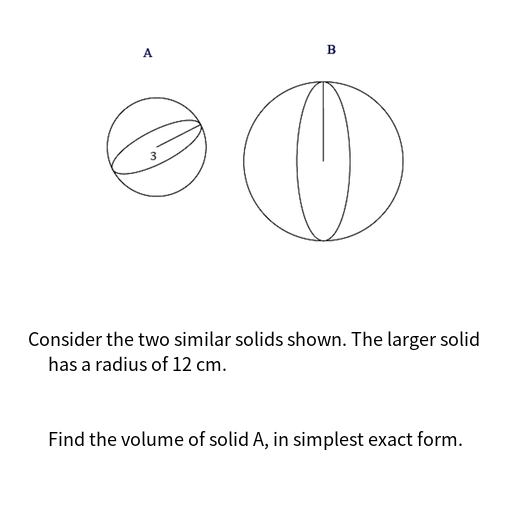 A
B
3
Consider the two similar solids shown. The larger solid
has a radius of 12 cm.
Find the volume of solid A, in simplest exact form.